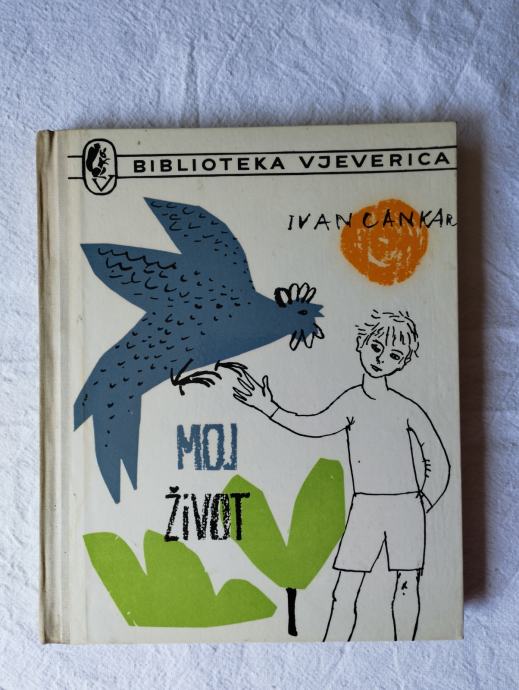 BIBLIOTEKA VJEVERICA
IVAN CANKAR
MOJ
ŽIVOT